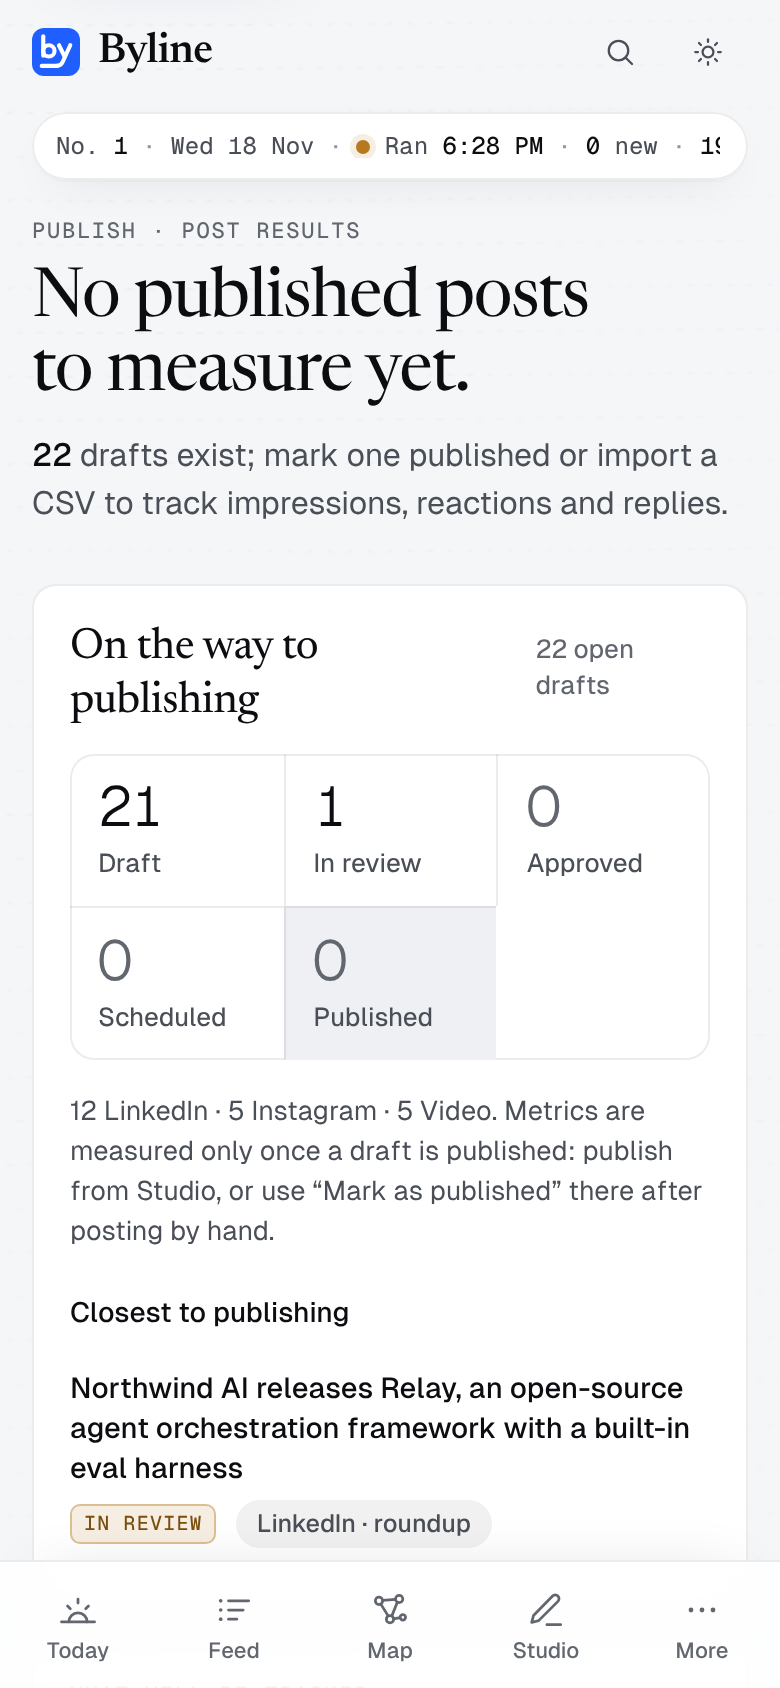 by Byline
No. 1 · Wed 18 Nov · Ran 6:28 PM · 0 new ·
PUBLISH · POST RESULTS
No published posts
to measure yet.
22 drafts exist; mark one published or import a
CSV to track impressions, reactions and replies.
On the way to
publishing
22 open
drafts
21
Draft
1
In review
0
Approved
0
Scheduled
0
Published
12 LinkedIn · 5 Instagram · 5 Video. Metrics are
measured only once a draft is published: publish
from Studio, or use “Mark as published” there after
posting by hand.
Closest to publishing
Northwind AI releases Relay, an open-source
agent orchestration framework with a built-in
eval harness
IN REVIEW
LinkedIn · roundup
Today
Feed
Map
Studio
More